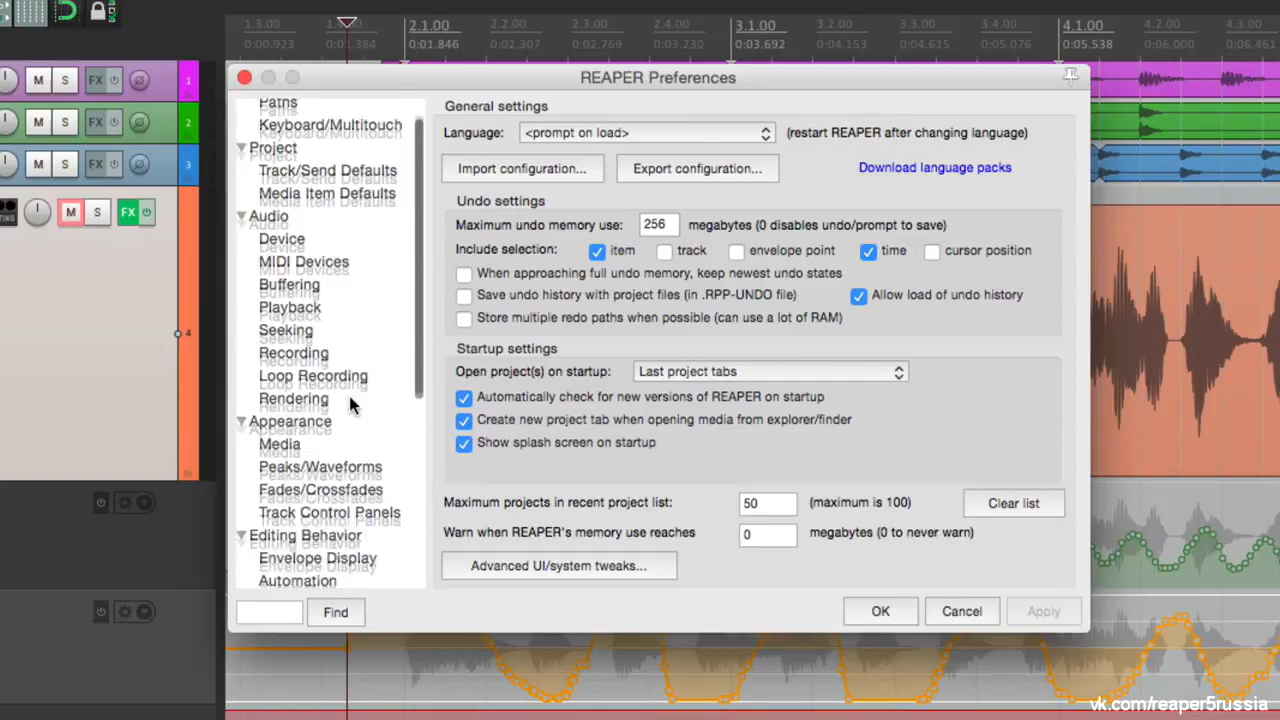 1.3.00
2.1.00 2.2.00 2.3.00 2.4.00 3.1.00 3.2.00 3.3.00 3.4.00 4.1.00 4.2.00 4.3.00
0:00.923 0:01.384 0:01.846 0:02.307 0:02.769 0:03.230 0:03.692 0:04.153 0:04.615 0:05.076 0:05.538 0:06.000 0:06.461
REAPER Preferences
M S FX 1
M S FX 2
M S FX 3
M S FX
4
Paths
Keyboard/Multitouch
Project
Track/Send Defaults
Media Item Defaults
Audio
Device
MIDI Devices
Buffering
Playback
Seeking
Recording
Loop Recording
Rendering
Appearance
Media
Peaks/Waveforms
Fades/Crossfades
Track Control Panels
Editing Behavior
Envelope Display
Automation
Find
General settings
Language: <prompt on load> (restart REAPER after changing language)
Import configuration... Export configuration... Download language packs
Undo settings
Maximum undo memory use: 256 megabytes (0 disables undo/prompt to save)
Include selection: item track envelope point time cursor position
When approaching full undo memory, keep newest undo states
Save undo history with project files (in .RPP-UNDO file) Allow load of undo history
Store multiple redo paths when possible (can use a lot of RAM)
Startup settings
Open project(s) on startup: Last project tabs
Automatically check for new versions of REAPER on startup
Create new project tab when opening media from explorer/finder
Show splash screen on startup
Maximum projects in recent project list: 50 (maximum is 100) Clear list
Warn when REAPER's memory use reaches 0 megabytes (0 to never warn)
Advanced UI/system tweaks...
OK Cancel Apply
vk.com/reaper5russia